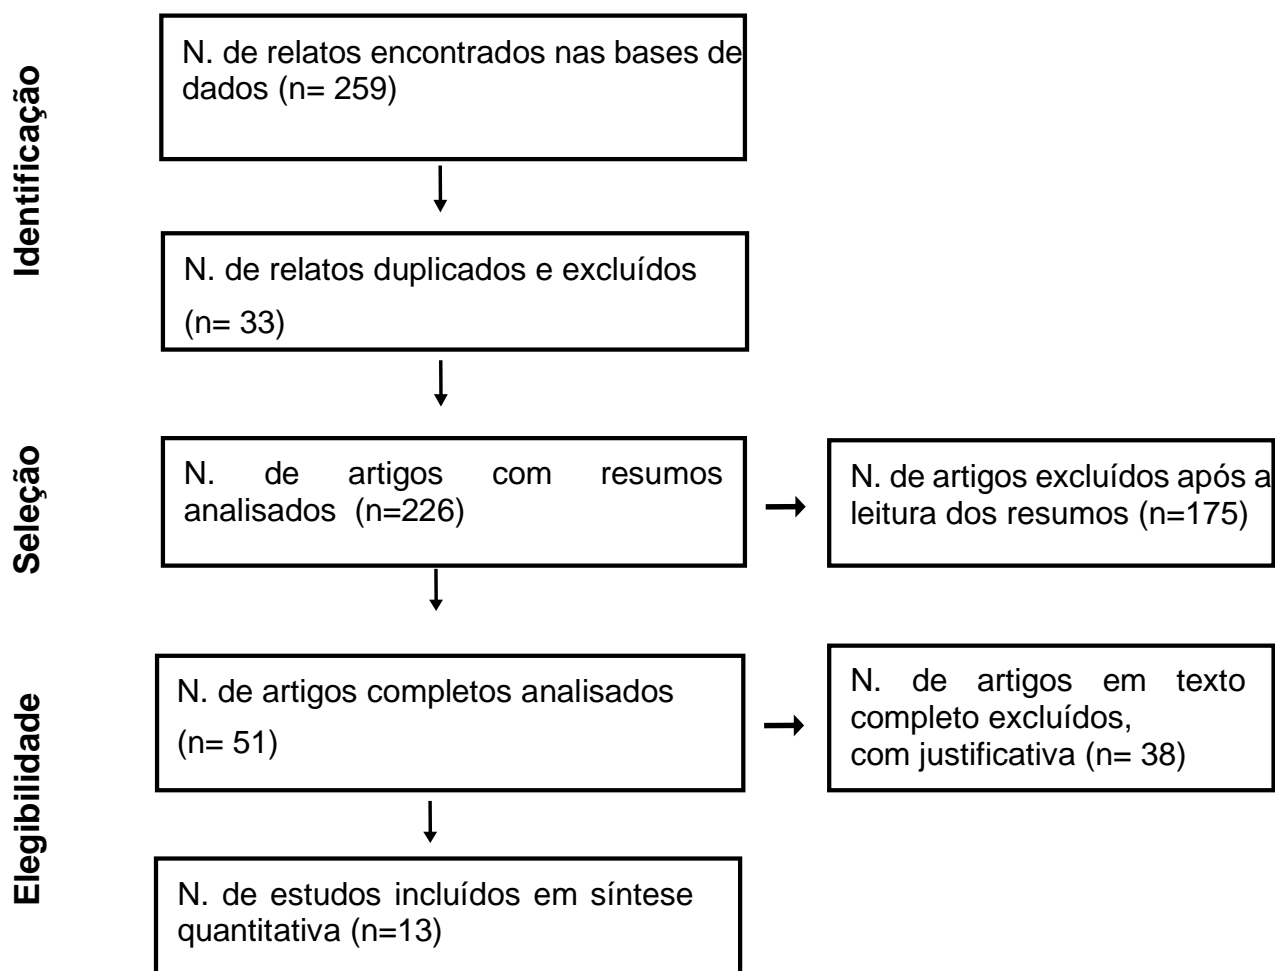 Identificação
N. de relatos encontrados nas bases de
dados (n= 259)
N. de relatos duplicados e excluídos
(n= 33)
Seleção
N. de artigos com resumos
analisados (n=226)
N. de artigos excluídos após a
leitura dos resumos (n=175)
Elegibilidade
N. de artigos completos analisados
(n= 51)
N. de artigos em texto
completo excluídos,
com justificativa (n= 38)
N. de estudos incluídos em síntese
quantitativa (n=13)